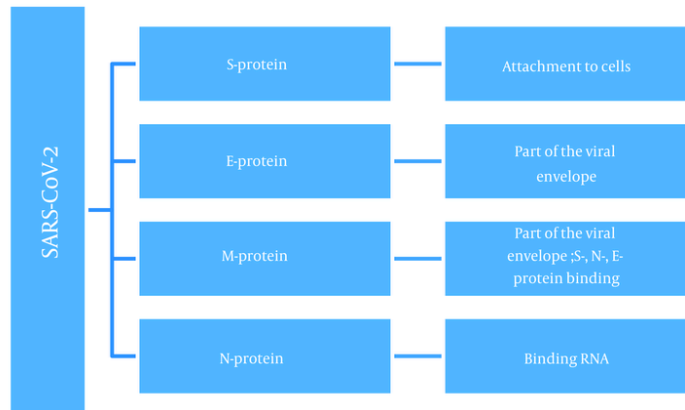 SARS-CoV-2
S-protein
Attachment to cells
E-protein
Part of the viral
envelope
M-protein
Part of the viral
envelope ;S-, N-, E-
protein binding
N-protein
Binding RNA